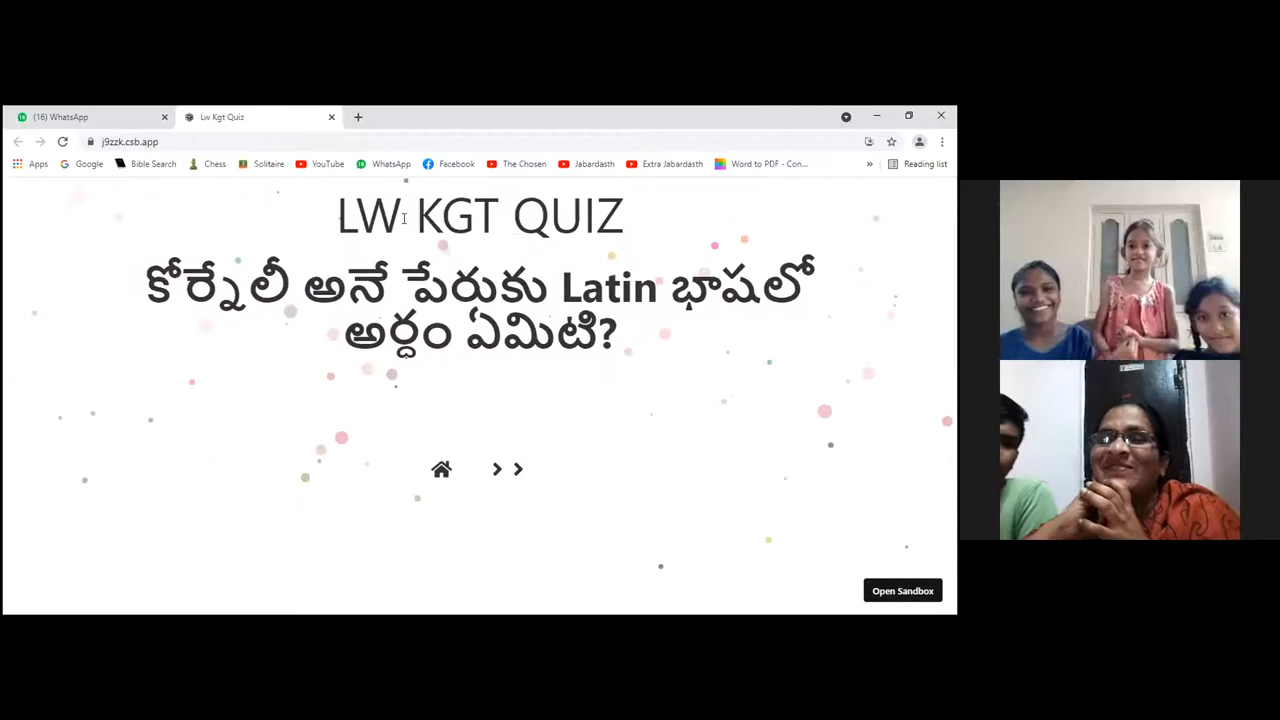 (16) WhatsApp
Lw Kgt Quiz
j9zzk.csb.app
Apps Google Bible Search Chess Solitaire YouTube WhatsApp Facebook The Chosen Jabardasth Extra Jabardasth Word to PDF - Con... » Reading list
LW KGT QUIZ
కోర్నేలీ అనే పేరుకు Latin భాషలో
అర్ధం ఏమిటి?
Open Sandbox